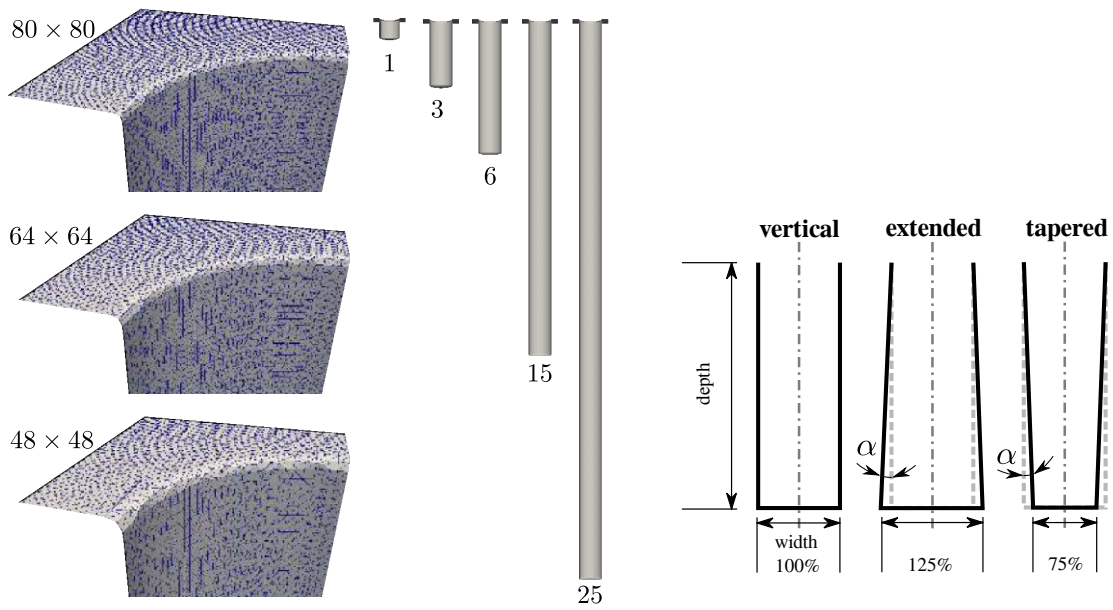 80 × 80
64 × 64
48 × 48
1
3
6
15
25
vertical extended tapered
depth
α α
width
100% 125% 75%